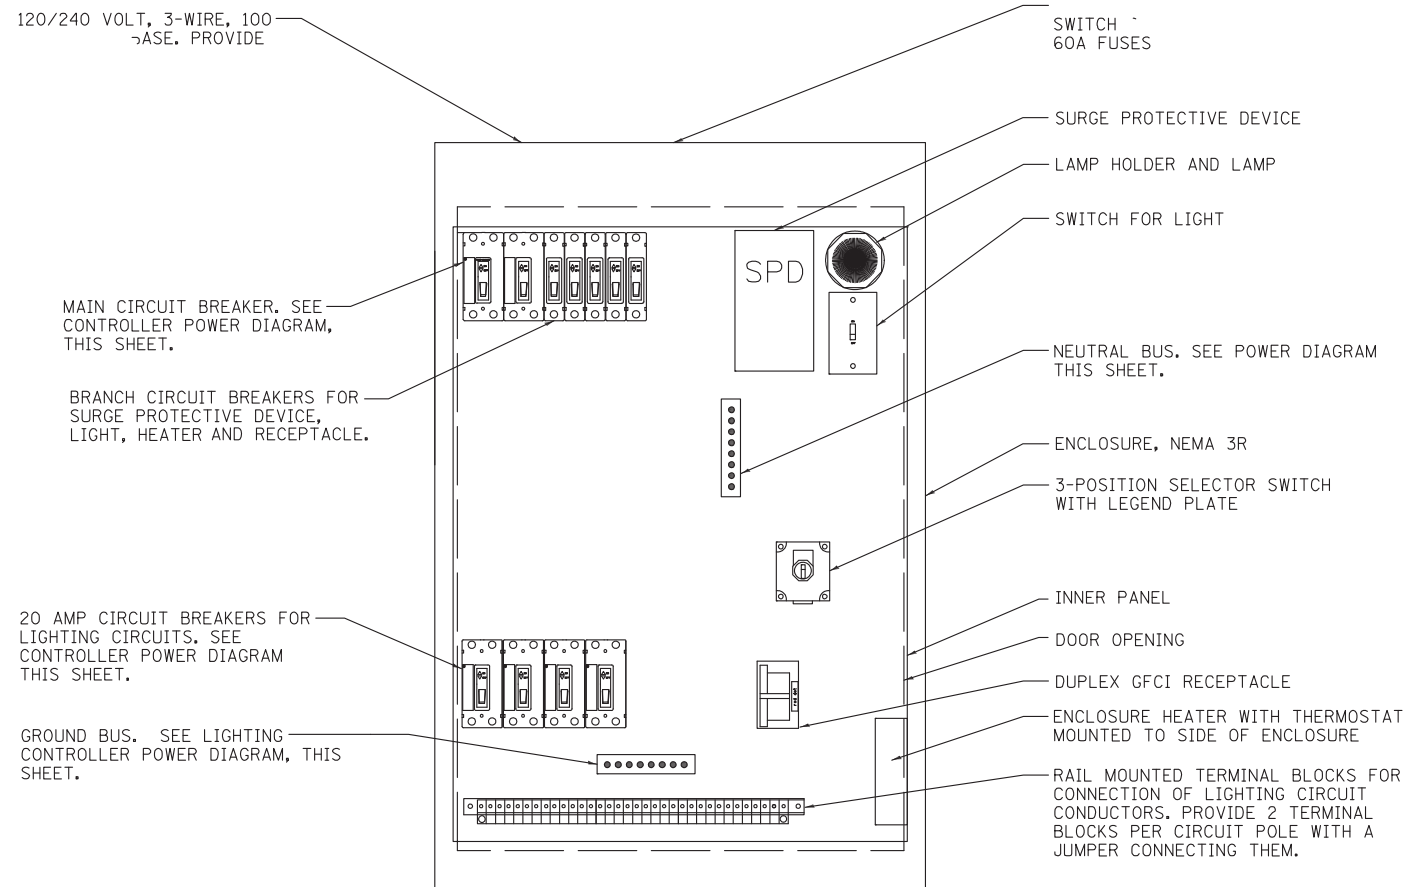 120/240 VOLT, 3-WIRE, 100
PROVIDE
SWITCH
60A FUSES
SURGE PROTECTIVE DEVICE
LAMP HOLDER AND LAMP
SWITCH FOR LIGHT
SPD
MAIN CIRCUIT BREAKER. SEE
CONTROLLER POWER DIAGRAM,
THIS SHEET.
NEUTRAL BUS. SEE POWER DIAGRAM
THIS SHEET.
BRANCH CIRCUIT BREAKERS FOR
SURGE PROTECTIVE DEVICE,
LIGHT, HEATER AND RECEPTACLE.
ENCLOSURE, NEMA 3R
3-POSITION SELECTOR SWITCH
WITH LEGEND PLATE
INNER PANEL
20 AMP CIRCUIT BREAKERS FOR
LIGHTING CIRCUITS. SEE
CONTROLLER POWER DIAGRAM
THIS SHEET.
DOOR OPENING
DUPLEX GFCI RECEPTACLE
ENCLOSURE HEATER WITH THERMOSTAT
MOUNTED TO SIDE OF ENCLOSURE
GROUND BUS. SEE LIGHTING
CONTROLLER POWER DIAGRAM, THIS
SHEET.
RAIL MOUNTED TERMINAL BLOCKS FOR
CONNECTION OF LIGHTING CIRCUIT
CONDUCTORS. PROVIDE 2 TERMINAL
BLOCKS PER CIRCUIT POLE WITH A
JUMPER CONNECTING THEM.